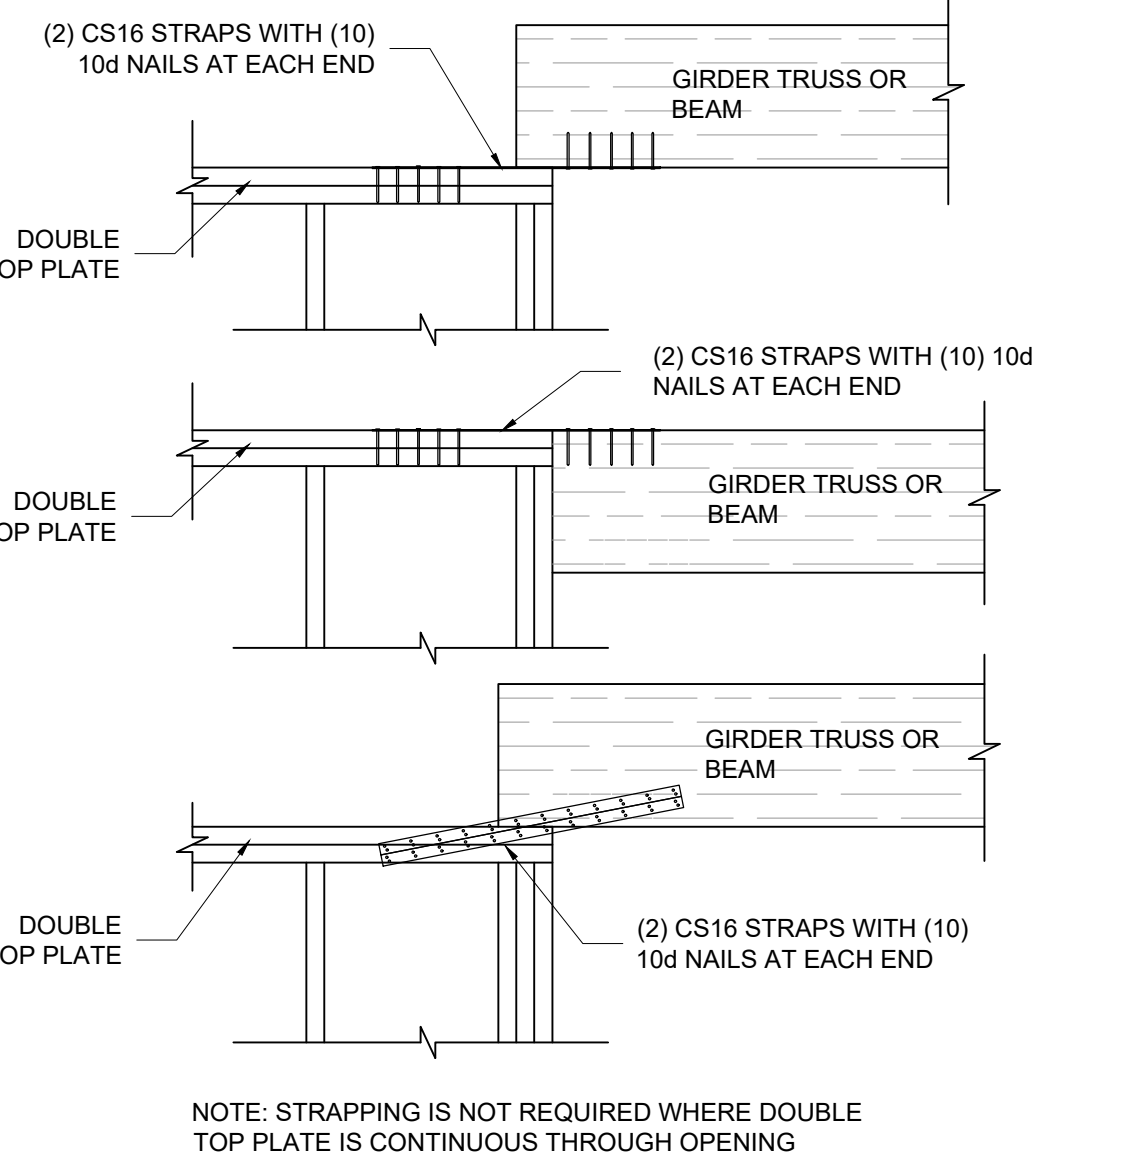 (2) CS16 STRAPS WITH (10)
10d NAILS AT EACH END
GIRDER TRUSS OR
BEAM
DOUBLE
OP PLATE
(2) CS16 STRAPS WITH (10) 10d
NAILS AT EACH END
GIRDER TRUSS OR
BEAM
DOUBLE
OP PLATE
GIRDER TRUSS OR
BEAM
DOUBLE
OP PLATE
(2) CS16 STRAPS WITH (10)
10d NAILS AT EACH END
NOTE: STRAPPING IS NOT REQUIRED WHERE DOUBLE
TOP PLATE IS CONTINUOUS THROUGH OPENING